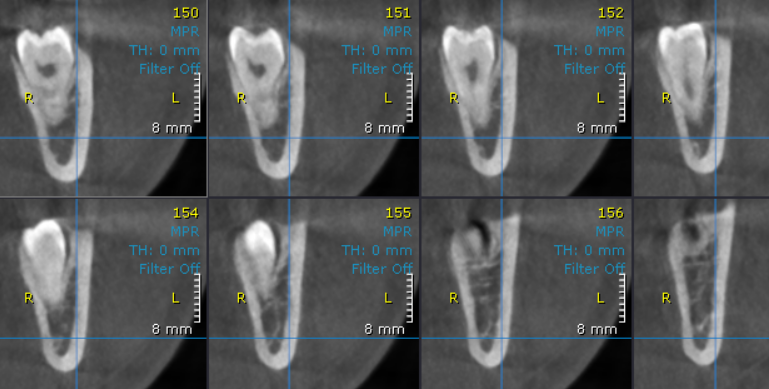 150
MPR
TH: 0 mm
Filter Off
R
L
8 mm
151
MPR
TH: 0 mm
Filter Off
R
L
8 mm
152
MPR
TH: 0 mm
Filter Off
R
L
8 mm
R
154
MPR
TH: 0 mm
Filter Off
R
L
8 mm
155
MPR
TH: 0 mm
Filter Off
R
L
8 mm
156
MPR
TH: 0 mm
Filter Off
R
L
8 mm
R